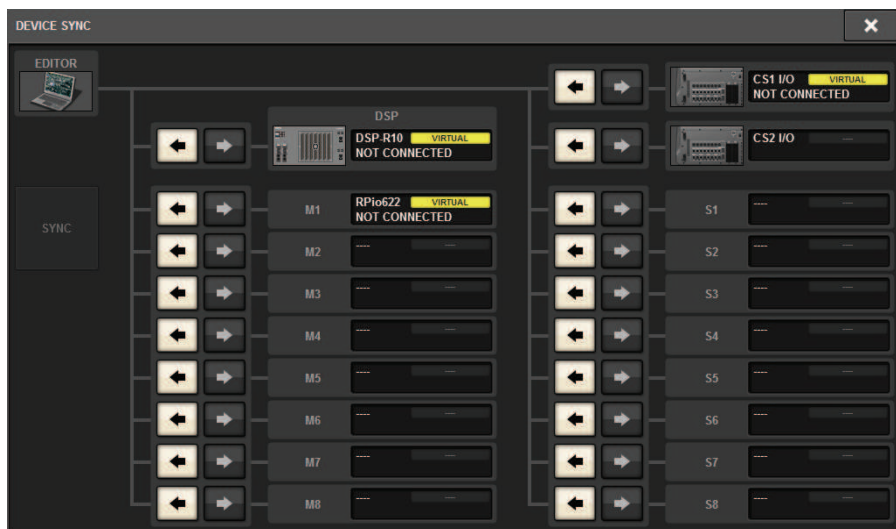 DEVICE SYNC
EDITOR
SYNC
DSP
DSP-R10 VIRTUAL
NOT CONNECTED
M1 RPio622 VIRTUAL
NOT CONNECTED
M2 ---- ----
M3 ---- ----
M4 ---- ----
M5 ---- ----
M6 ---- ----
M7 ---- ----
M8 ---- ----
CS1 I/O VIRTUAL
NOT CONNECTED
CS2 I/O ----
S1 ---- ----
S2 ---- ----
S3 ---- ----
S4 ---- ----
S5 ---- ----
S6 ---- ----
S7 ---- ----
S8 ---- ----